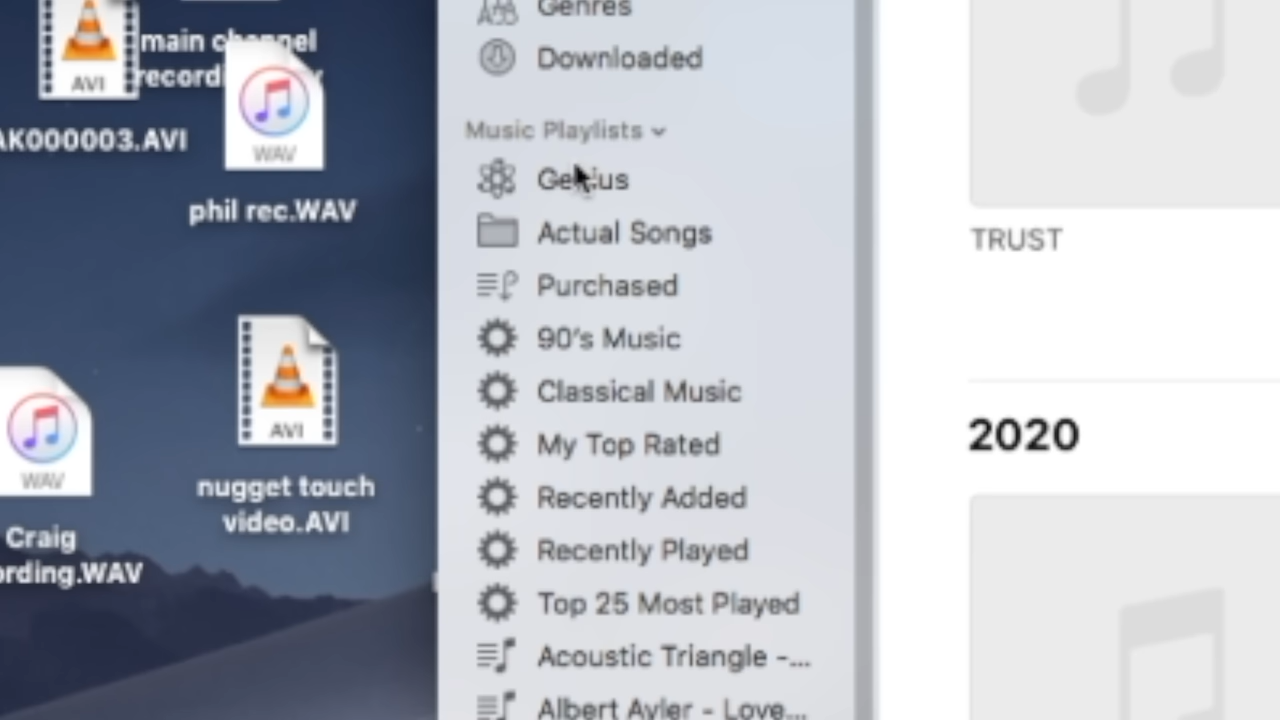 main channel
recordi
AVI
AK000003.AVI
WAV
phil rec.WAV
AVI
nugget touch
video.AVI
WAV
Craig
ording.WAV
Genres
Downloaded
Music Playlists
Genius
Actual Songs
Purchased
90's Music
Classical Music
My Top Rated
Recently Added
Recently Played
Top 25 Most Played
Acoustic Triangle -...
Albert Ayler - Love...
TRUST
2020